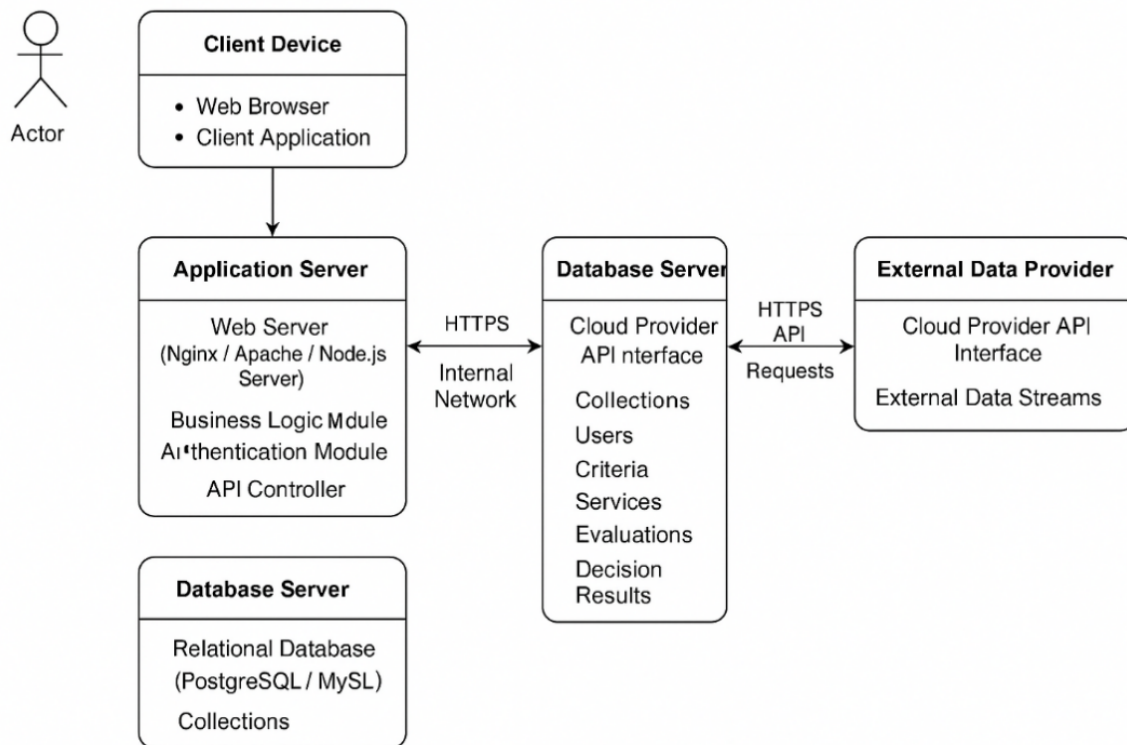 Client Device
• Web Browser
• Client Application
Actor
Application Server
Web Server
(Nginx / Apache / Node.js
Server)
Business Logic Mdule
Authentication Module
API Controller
HTTPS
Internal
Network
Database Server
Cloud Provider
API nterface
Collections
Users
Criteria
Services
Evaluations
Decision
Results
HTTPS
API
Requests
External Data Provider
Cloud Provider API
Interface
External Data Streams
Database Server
Relational Database
(PostgreSQL / MySL)
Collections